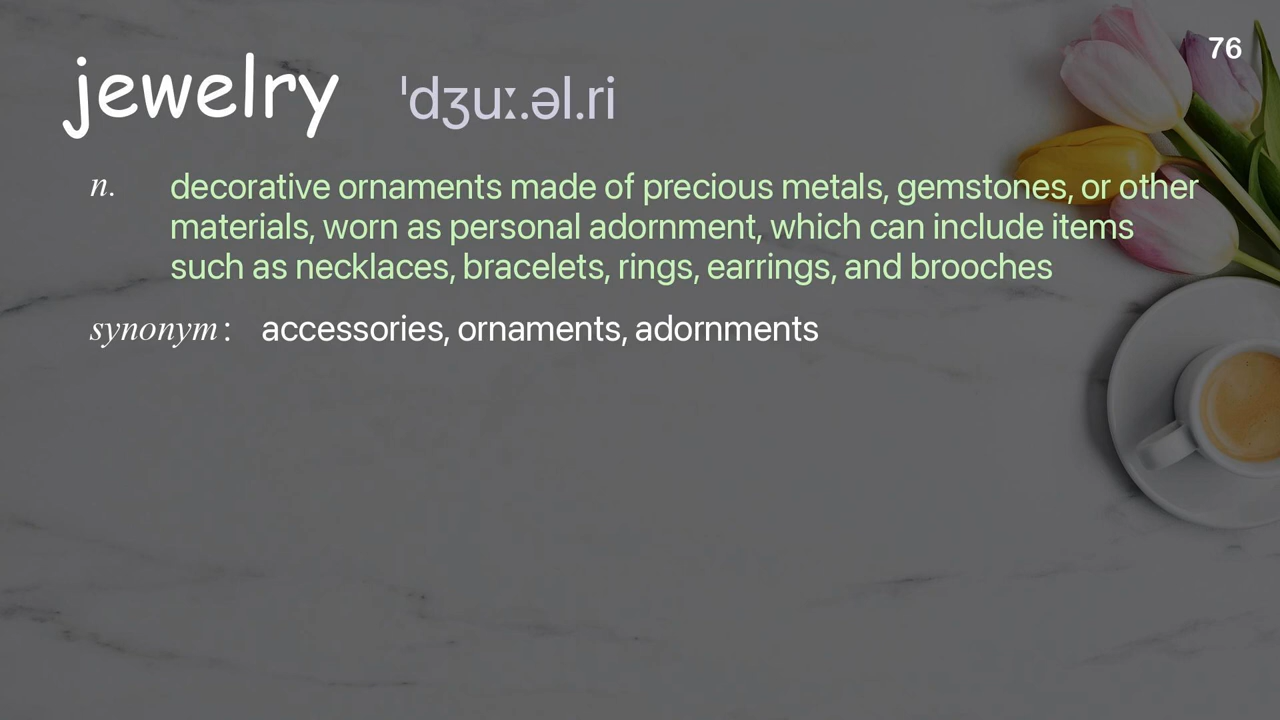 76
jewelry ˈdʒuː.əl.ri
n. decorative ornaments made of precious metals, gemstones, or other
materials, worn as personal adornment, which can include items
such as necklaces, bracelets, rings, earrings, and brooches
synonym: accessories, ornaments, adornments